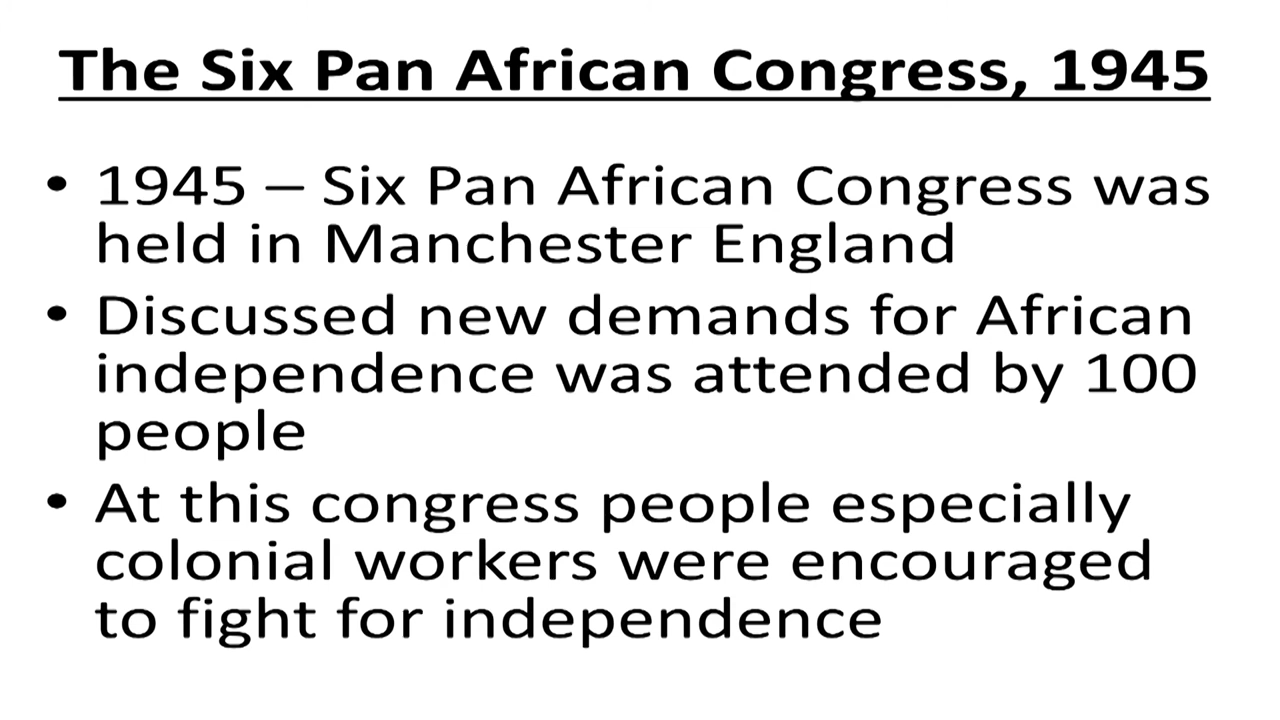 The Six Pan African Congress, 1945
• 1945 – Six Pan African Congress was
held in Manchester England
• Discussed new demands for African
independence was attended by 100
people
• At this congress people especially
colonial workers were encouraged
to fight for independence